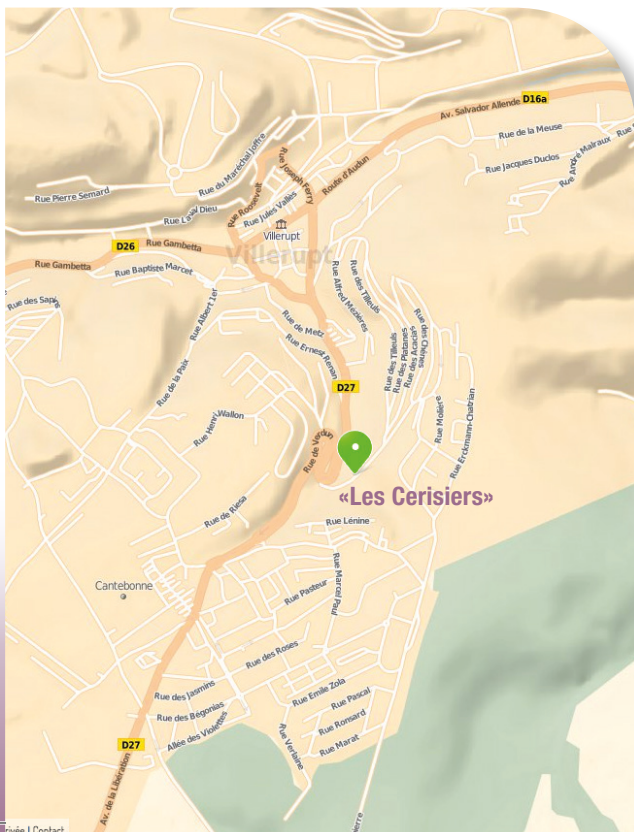 D16a
Av. Salvador Allende
Rue de la Meuse
Rue Jacques Duclos
Rue André Malraux
Rue
Rue du Maréchal Joffre
Rue Joseph Ferry
Route d'Audun
Rue Pierre Semard
Rue Roosevelt
Rue Jules Vallès
Rue Laval Dieu
Villerupt
Villerupt
D26
Rue Gambetta
Rue Gambetta
Rue Baptiste Marcet
Rue des Sapins
Rue Albert 1er
Rue de la Paix
Rue de Metz
Rue Ernest Renan
Rue Alfred Mézières
Rue des Tilleuls
Rue des Tilleuls
Rue des Platanes
Rue des Acacias
Rue des Chênes
D27
Rue Molière
Rue Erckmann-Chatrian
Rue Henri Wallon
Rue de Verdun
«Les Cerisiers»
Rue de Riesa
Rue Lénine
Rue Marcel Paul
Cantebonne
Rue Pasteur
Rue des Roses
Rue des Jasmins
Rue Emile Zola
Rue Pascal
Rue des Bégonias
Rue Ronsard
Allée des Violettes
Rue Marat
Rue Verlaine
D27
Av. de la Libération
pierre
privée | Contact